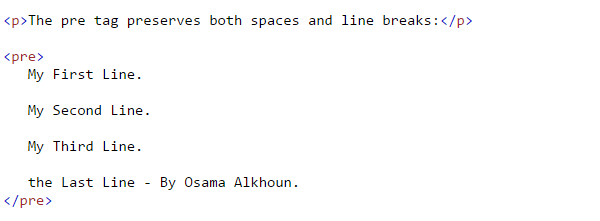 <p>The pre tag preserves both spaces and line breaks:</p>
<pre>
My First Line.
My Second Line.
My Third Line.
the Last Line - By Osama Alkhoun.
</pre>